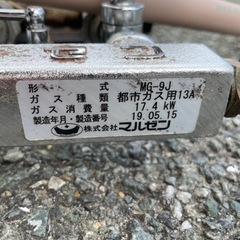 形式 MG-9J
ガス種類 都市ガス用13A
ガス消費量 17.4 kW
製造年月・製造番号 19.05.15
株式会社 マルゼン